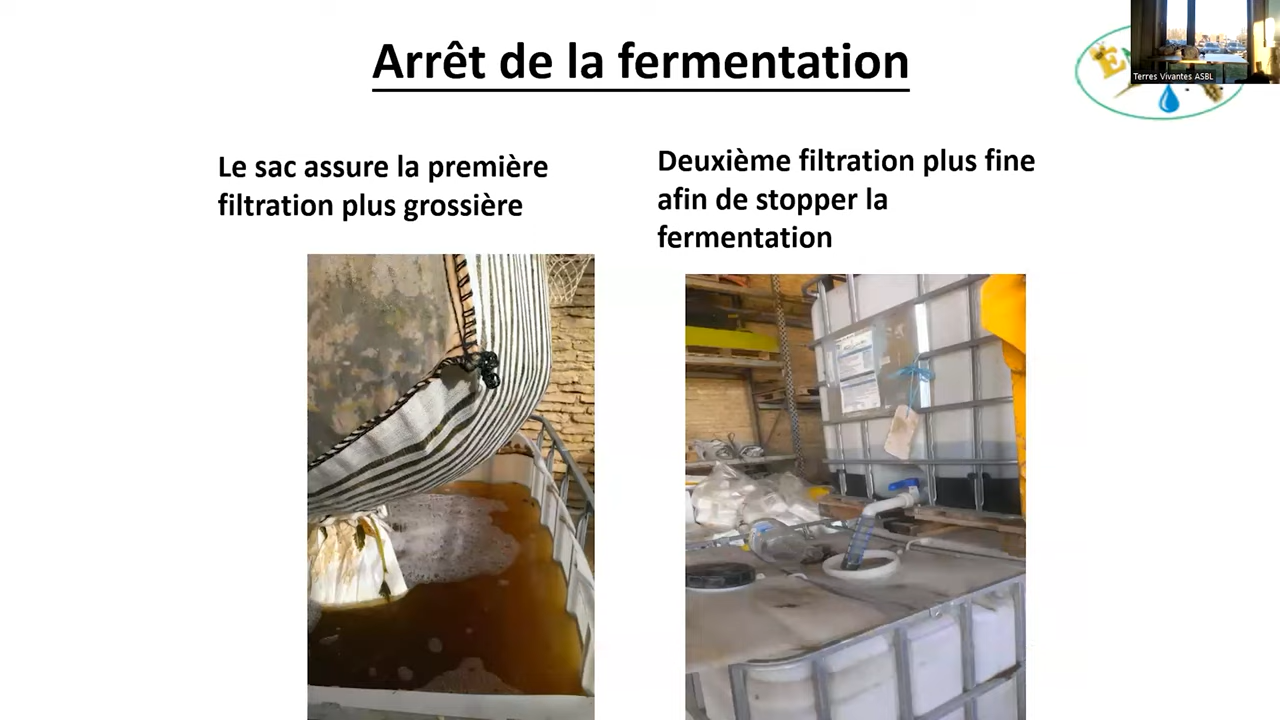 Arrêt de la fermentation
Terres Vivantes ASBL
Le sac assure la première
filtration plus grossière
Deuxième filtration plus fine
afin de stopper la
fermentation